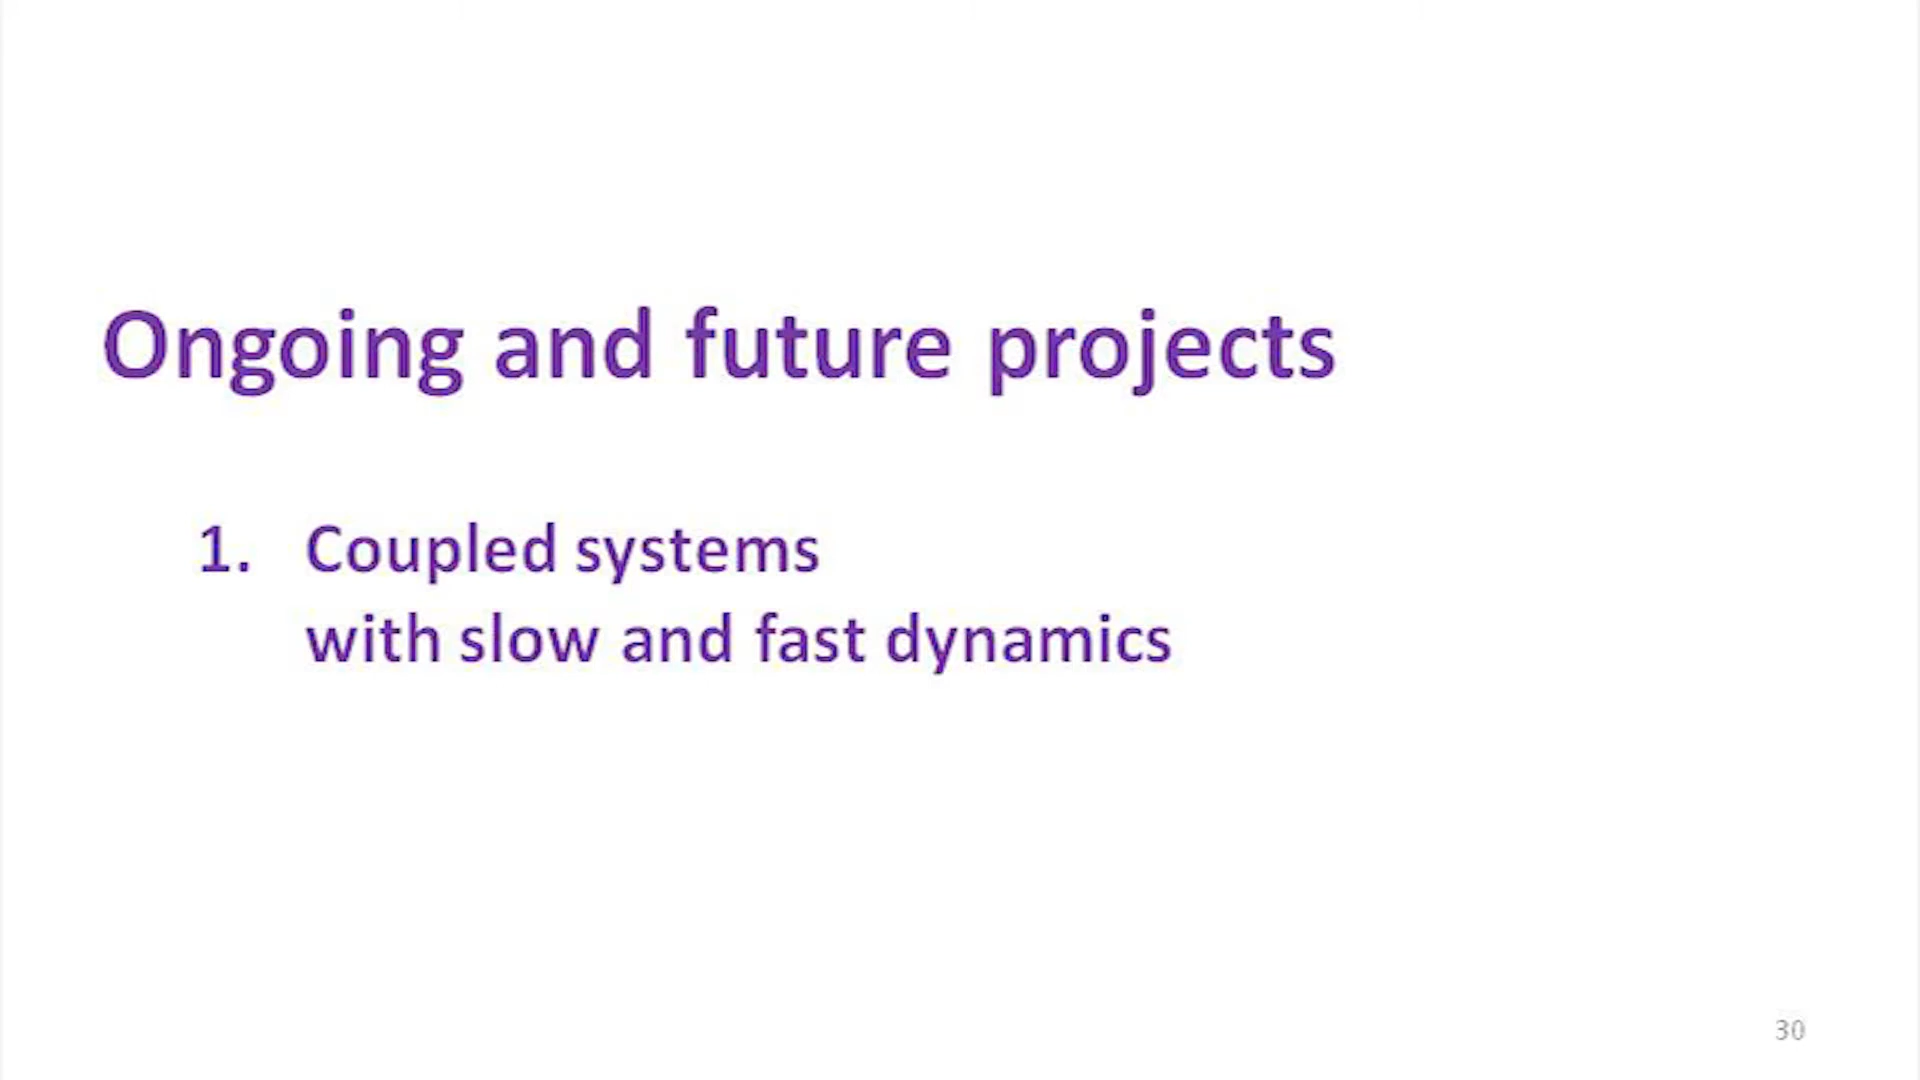 Ongoing and future projects
1. Coupled systems
with slow and fast dynamics
30